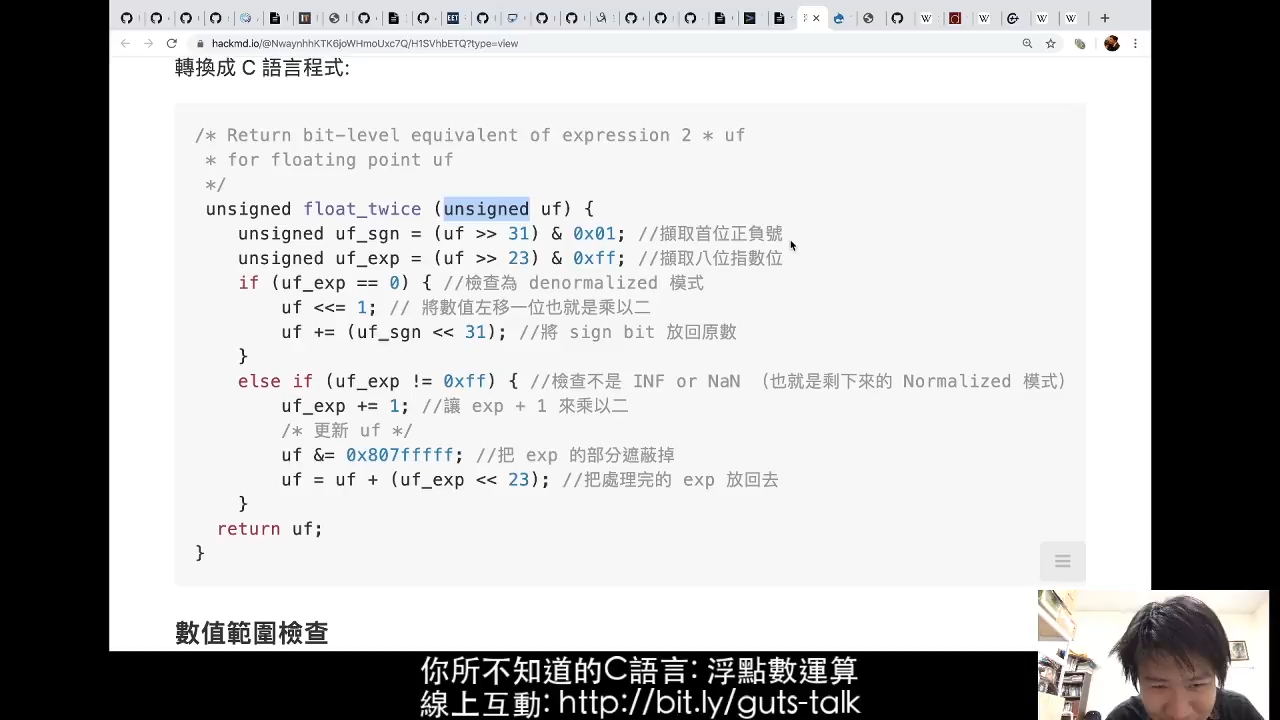 hackmd.io/@NwaynhhKTK6joWHmoUxc7Q/H1SVhbETQ?type=view
轉換成 C 語言程式:
/* Return bit-level equivalent of expression 2 * uf
* for floating point uf
*/
unsigned float_twice (unsigned uf) {
unsigned uf_sgn = (uf >> 31) & 0x01; //擷取首位正負號
unsigned uf_exp = (uf >> 23) & 0xff; //擷取八位指數位
if (uf_exp == 0) { //檢查為 denormalized 模式
uf <<= 1; // 將數值左移一位也就是乘以二
uf += (uf_sgn << 31); //將 sign bit 放回原數
}
else if (uf_exp != 0xff) { //檢查不是 INF or NaN （也就是剩下來的 Normalized 模式)
uf_exp += 1; //讓 exp + 1 來乘以二
/* 更新 uf */
uf &= 0x807fffff; //把 exp 的部分遮蔽掉
uf = uf + (uf_exp << 23); //把處理完的 exp 放回去
}
return uf;
}
數值範圍檢查
你所不知道的C語言: 浮點數運算
線上互動: http://bit.ly/guts-talk